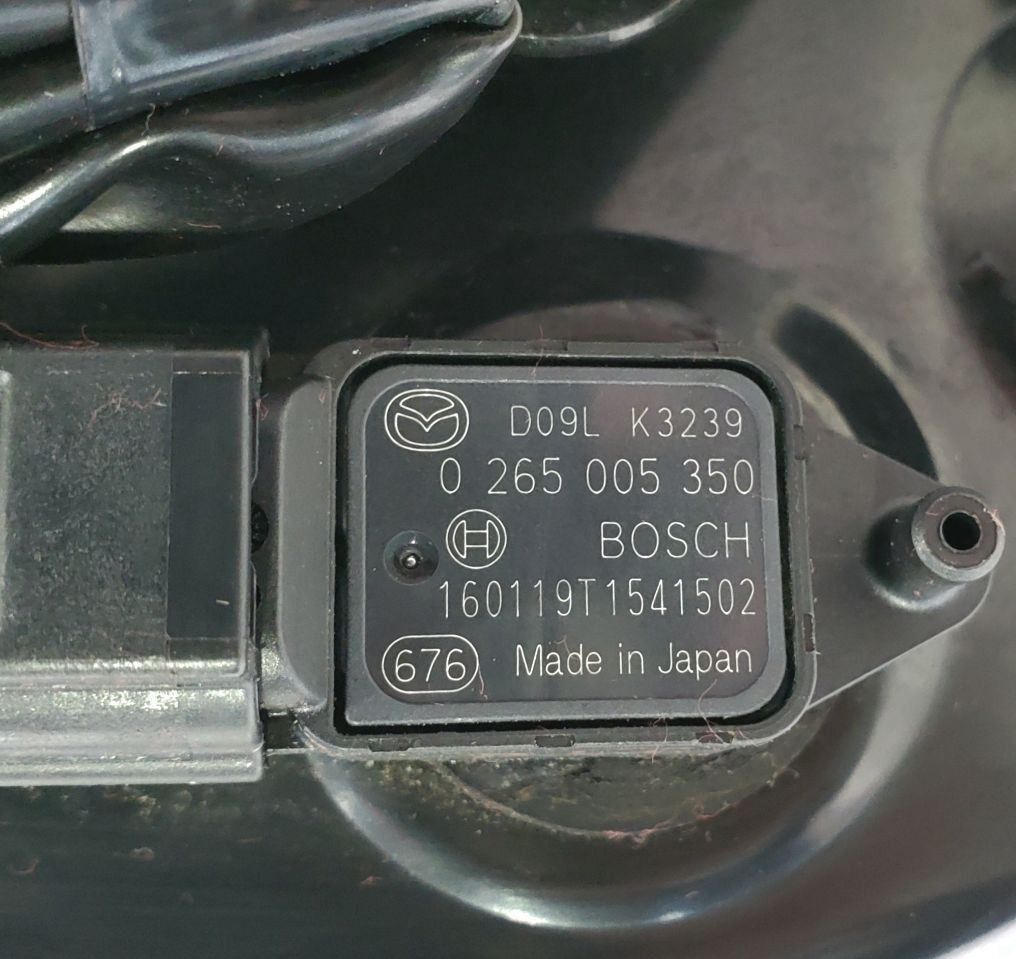 D09L K3239
0 265 005 350
BOSCH
160119T1541502
676 Made in Japan